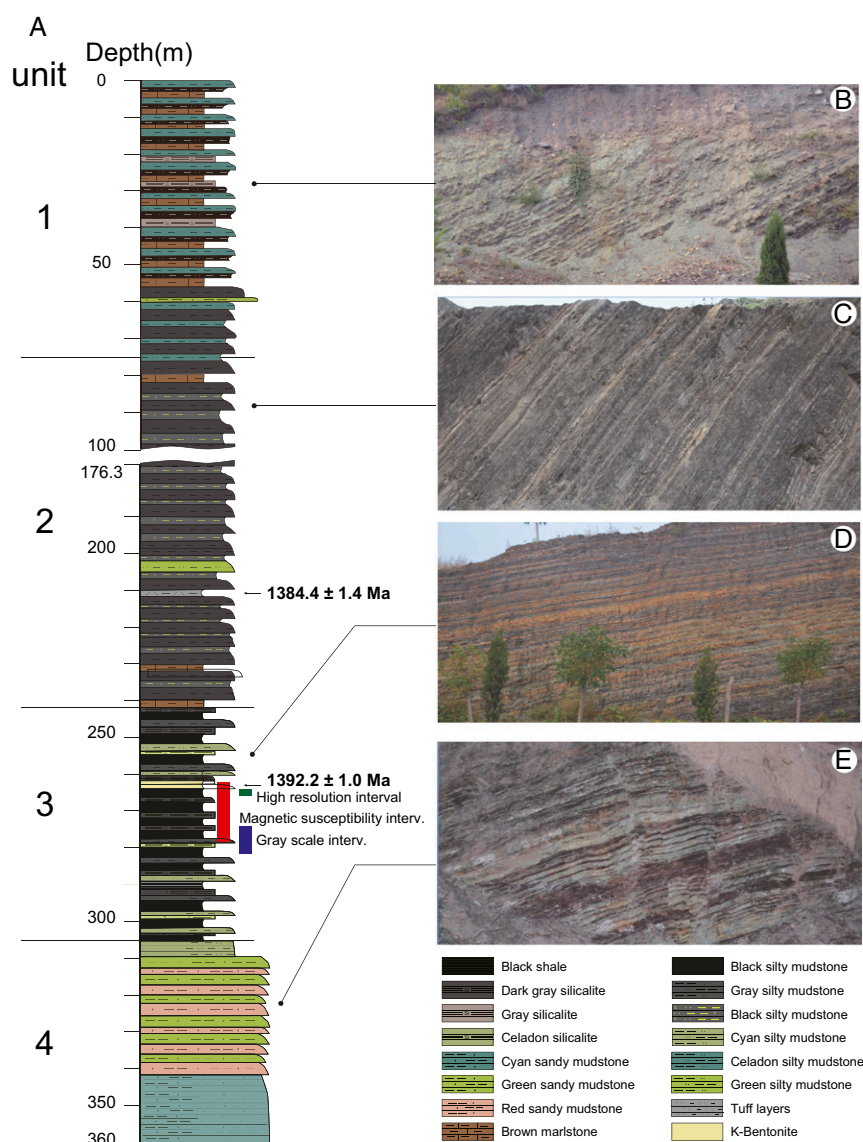 A
unit
Depth(m)
0
50
100
176.3
200
250
300
350
360
1
2
3
4
1384.4 ± 1.4 Ma
1392.2 ± 1.0 Ma
High resolution interval
Magnetic susceptibility interv.
Gray scale interv.
B
C
D
E
Black shale
Dark gray silicalite
Gray silicalite
Celadon silicalite
Cyan sandy mudstone
Green sandy mudstone
Red sandy mudstone
Brown marlstone
Black silty mudstone
Gray silty mudstone
Black silty mudstone
Cyan silty mudstone
Celadon silty mudstone
Green silty mudstone
Tuff layers
K-Bentonite